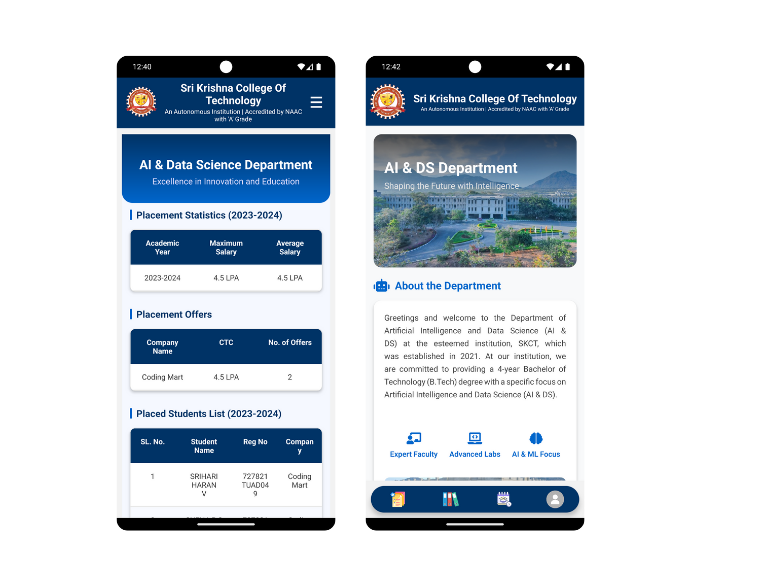 12:40
Sri Krishna College Of
Technology
An Autonomous Institution | Accredited by NAAC
with 'A' Grade
AI & Data Science Department
Excellence in Innovation and Education
Placement Statistics (2023-2024)
Academic Year Maximum Salary Average Salary
2023-2024 4.5 LPA 4.5 LPA
Placement Offers
Company Name CTC No. of Offers
Coding Mart 4.5 LPA 2
Placed Students List (2023-2024)
SL. No. Student Name Reg No Compan
y
1 SRIHARI
HARAN
V 727821
TUAD04
9 Coding
Mart
12:42
Sri Krishna College Of Technology
An Autonomous Institution | Accredited by NAAC with 'A' Grade
AI & DS Department
Shaping the Future with Intelligence
About the Department
Greetings and welcome to the Department of
Artificial Intelligence and Data Science (AI &
DS) at the esteemed institution, SKCT, which
was established in 2021. At our institution, we
are committed to providing a 4-year Bachelor of
Technology (B.Tech) degree with a specific focus on
Artificial Intelligence and Data Science (AI & DS).
Expert Faculty Advanced Labs AI & ML Focus